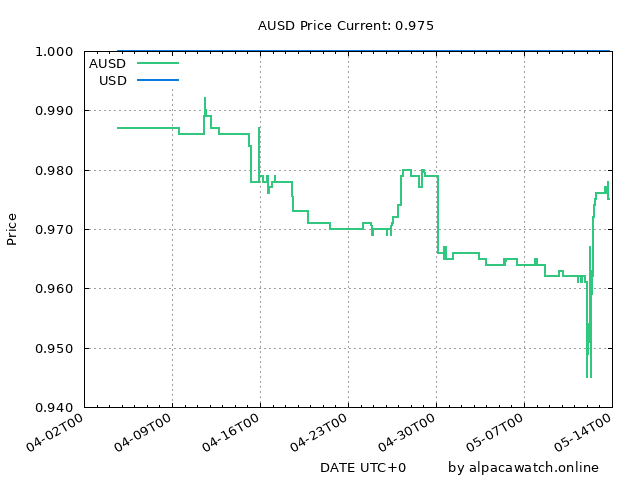 AUSD Price Current: 0.975
1.000
0.990
0.980
0.970
0.960
0.950
0.940
Price
AUSD
USD
04-02T00
04-09T00
04-16T00
04-23T00
04-30T00
05-07T00
05-14T00
DATE UTC+0
by alpacawatch.online